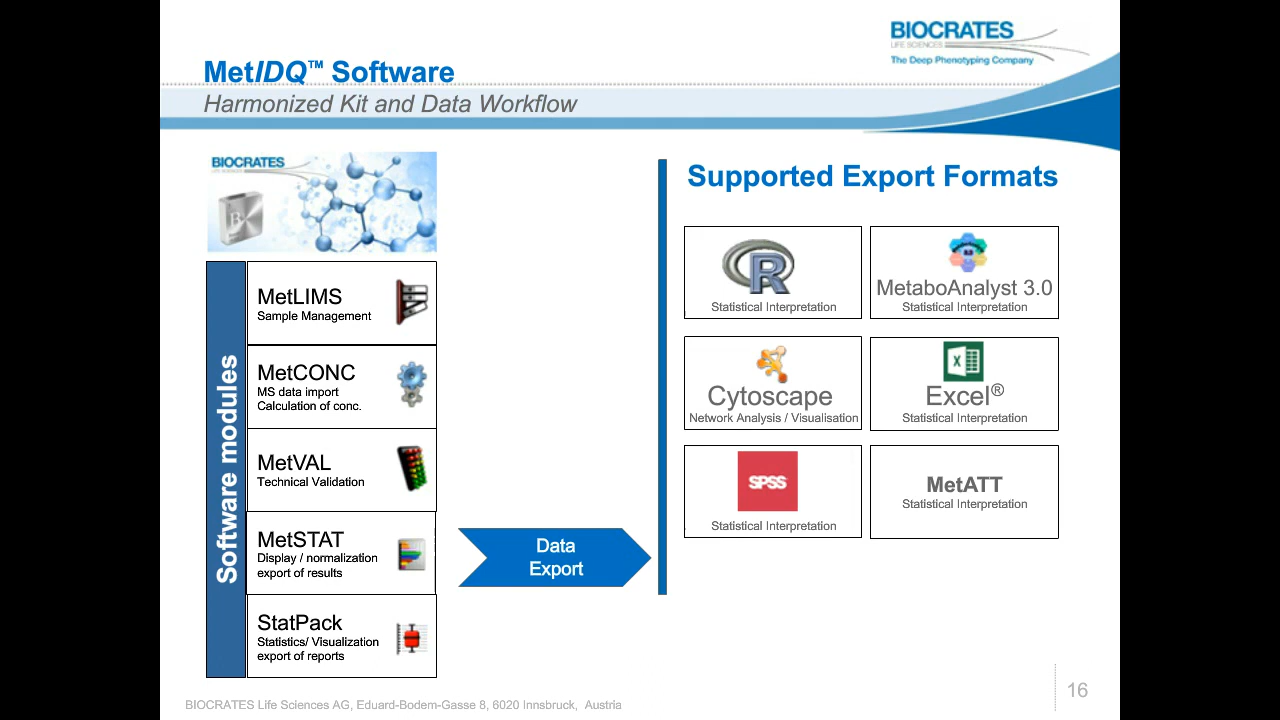 BIOCRATES
LIFE SCIENCES
The Deep Phenotyping Company
MetIDQ™ Software
Harmonized Kit and Data Workflow
BIOCRATES
LIFE SCIENCES
B
Software modules
MetLIMS
Sample Management
MetCONC
MS data import
Calculation of conc.
MetVAL
Technical Validation
MetSTAT
Display / normalization
export of results
StatPack
Statistics/ Visualization
export of reports
Data
Export
Supported Export Formats
R
Statistical Interpretation
MetaboAnalyst 3.0
Statistical Interpretation
Cytoscape
Network Analysis / Visualisation
X
Excel®
Statistical Interpretation
SPSS
Statistical Interpretation
MetATT
Statistical Interpretation
BIOCRATES Life Sciences AG, Eduard-Bodem-Gasse 8, 6020 Innsbruck, Austria
16